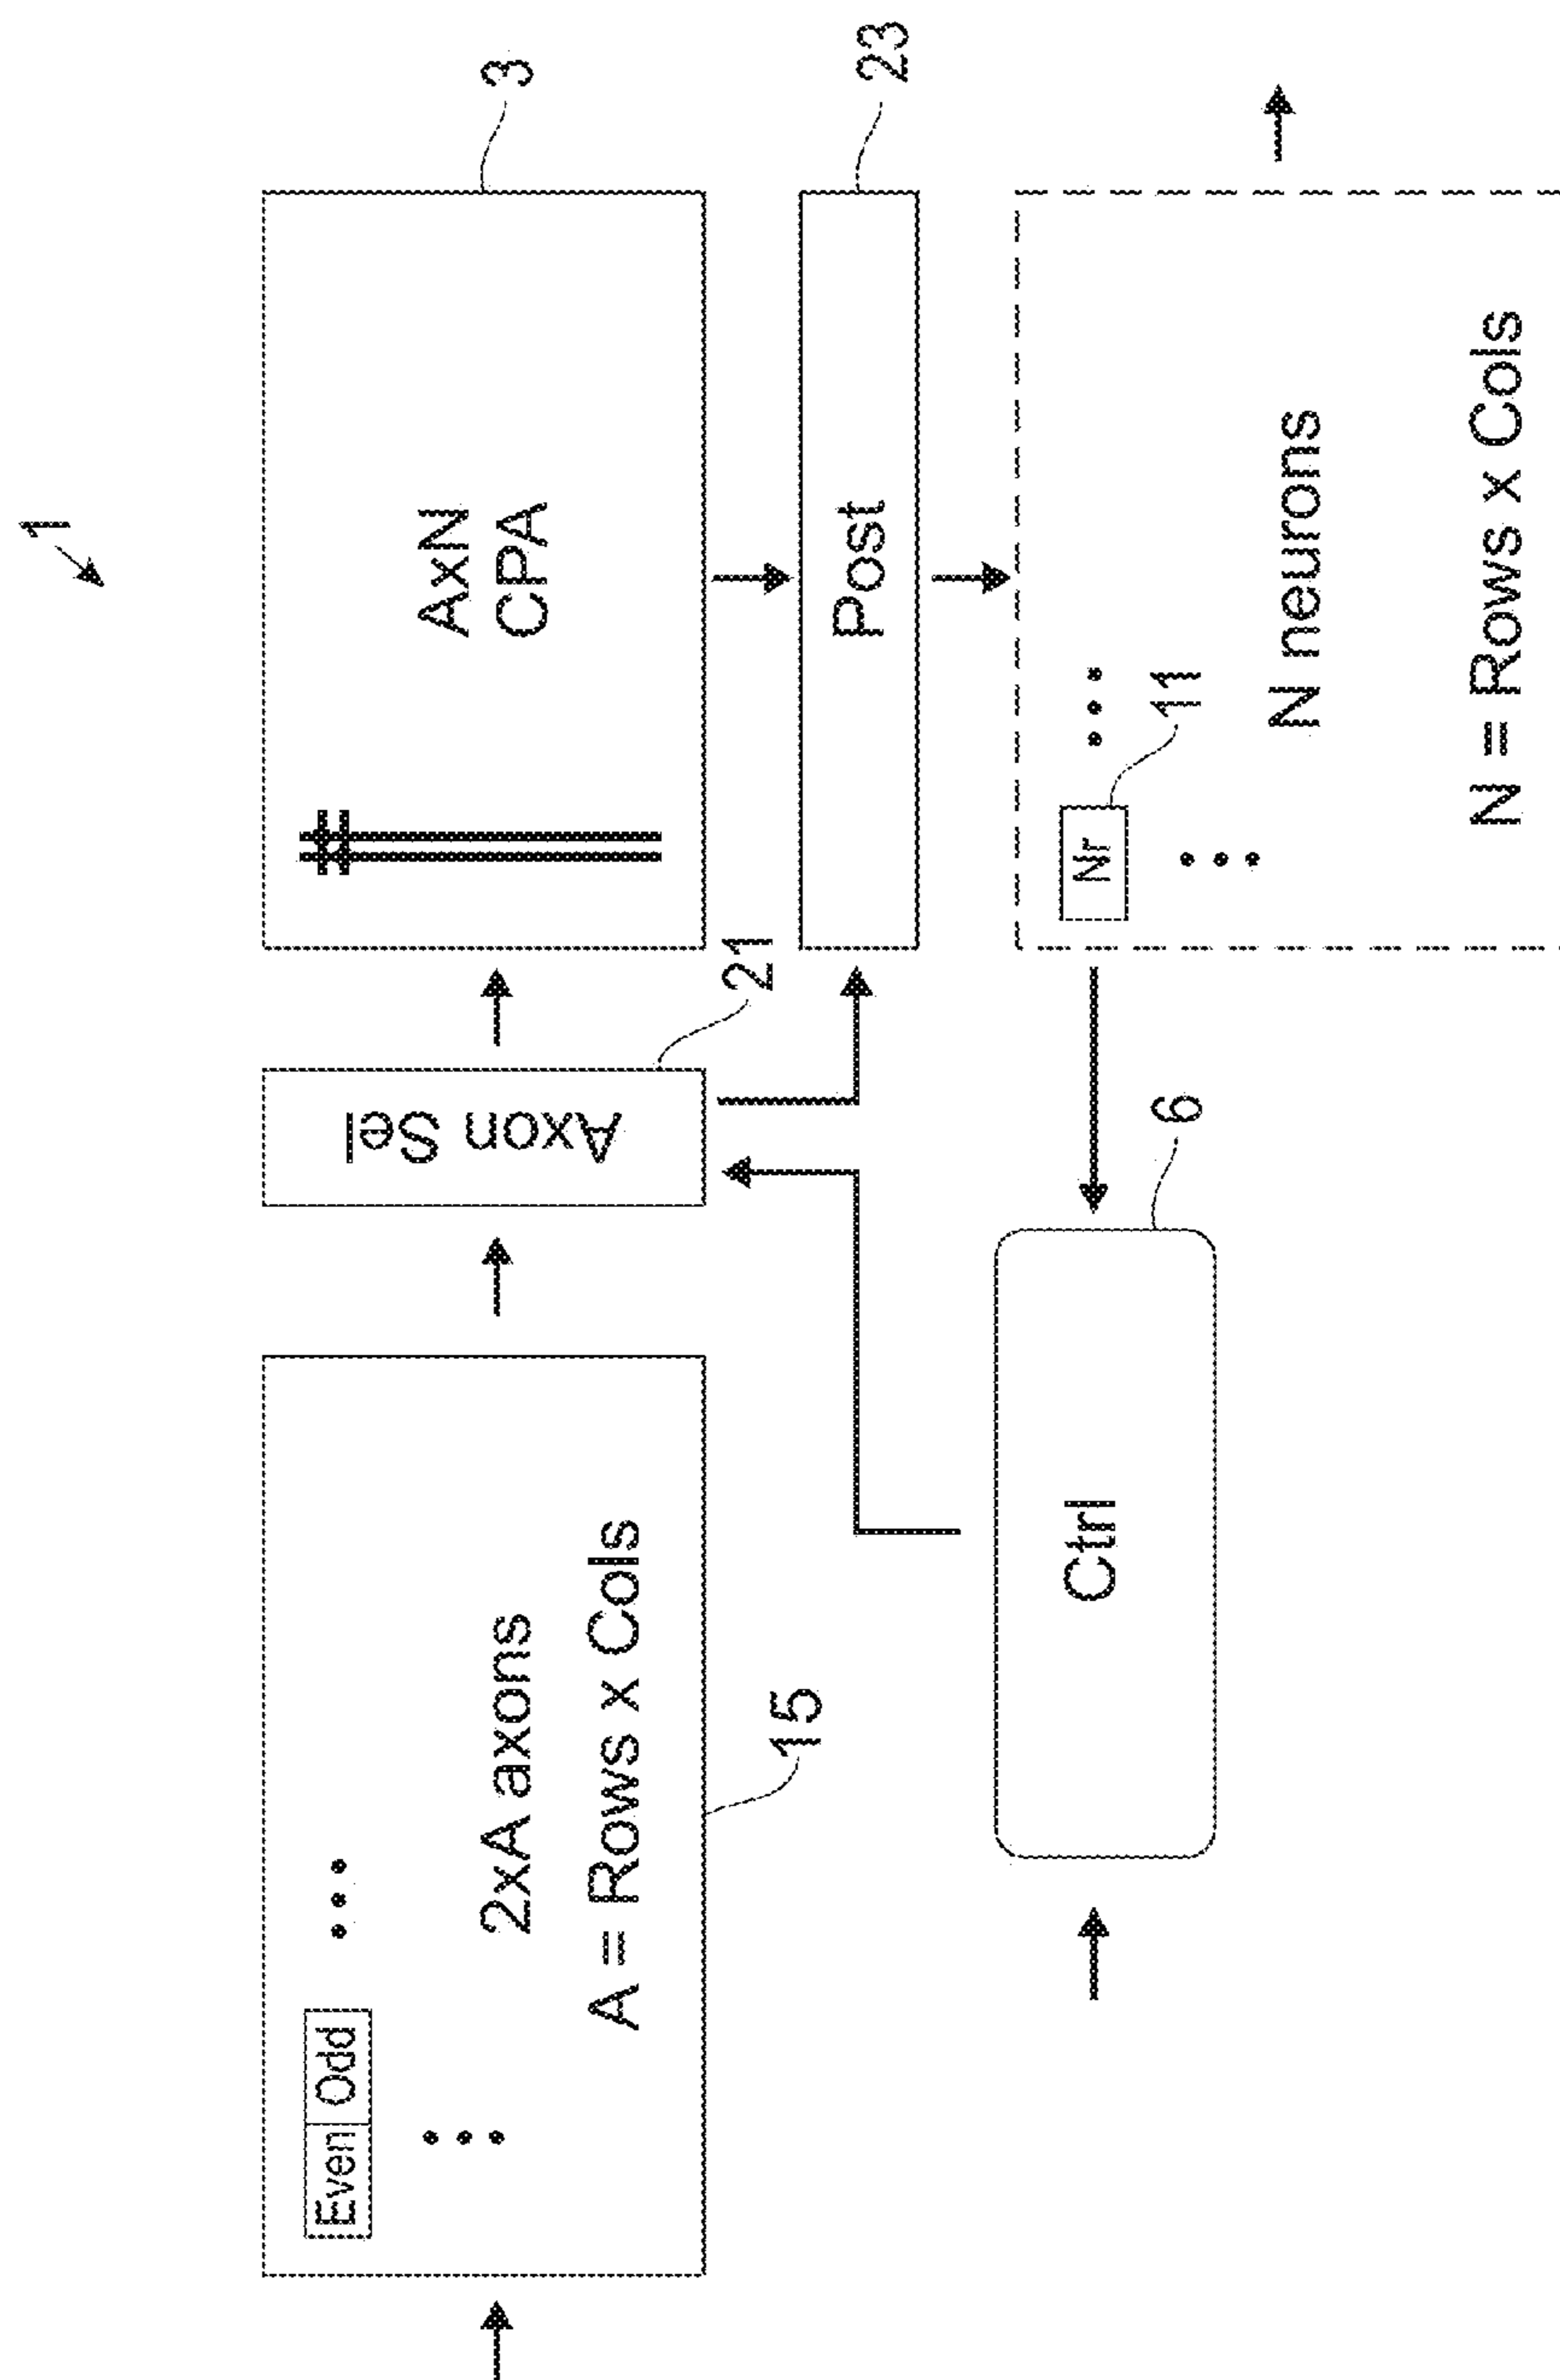 1
Even Odd
2xA axons
A = Rows x Cols
15
Axon Sel
21
AxN
CPA
3
Post
23
Ctrl
6
Nr
11
N neurons
N = Rows x Cols